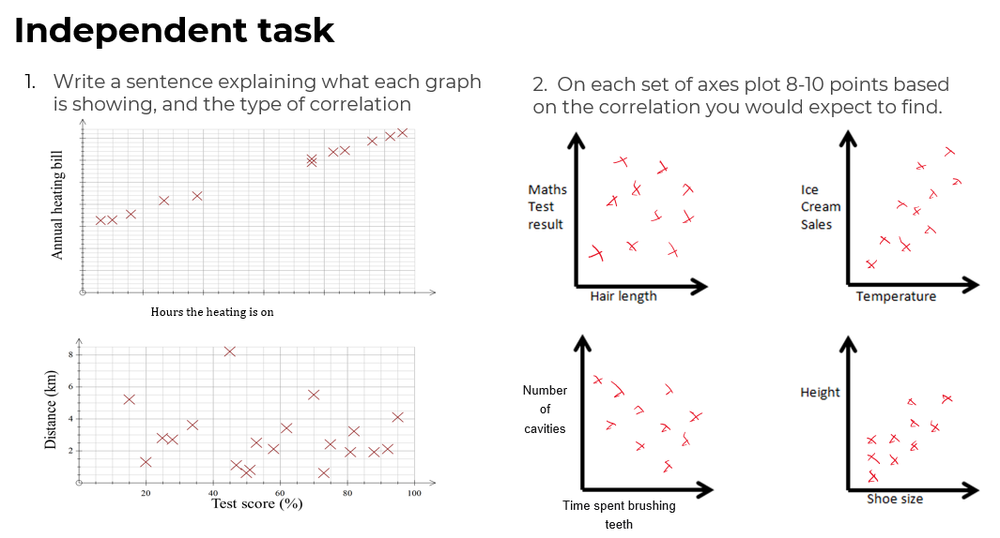 Independent task
1. Write a sentence explaining what each graph
is showing, and the type of correlation
Annual heating bill
Hours the heating is on
Distance (km)
8
6
4
2
20
40
60
80
100
Test score (%)
2. On each set of axes plot 8-10 points based
on the correlation you would expect to find.
Maths
Test
result
Hair length
Ice
Cream
Sales
Temperature
Number
of
cavities
Time spent brushing
teeth
Height
Shoe size